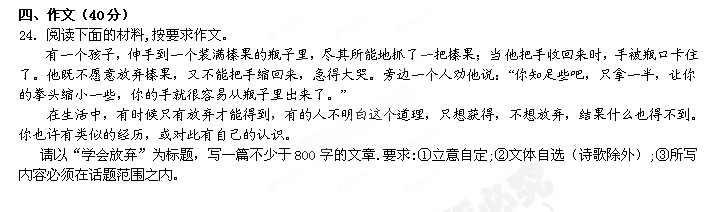 四、作文（40分）
24. 阅读下面的材料,按要求作文。
有一个孩子，伸手到一个装满榛果的瓶子里，尽其所能地抓了一把榛果；当他把手收回来时，手被瓶口卡住
了。他既不愿意放弃榛果，又不能把手缩回来，急得大哭。旁边一个人劝他说：“你知足些吧，只拿一半，让你
的拳头缩小一些，你的手就很容易从瓶子里出来了。”
在生活中，有时候只有放弃才能得到，有的人不明白这个道理，只想获得，不想放弃，结果什么也得不到。
你也许有类似的经历，或对此有自己的认识。
请以“学会放弃”为标题，写一篇不少于800字的文章.要求:①立意自定;②文体自选（诗歌除外）;③所写
内容必须在话题范围之内。